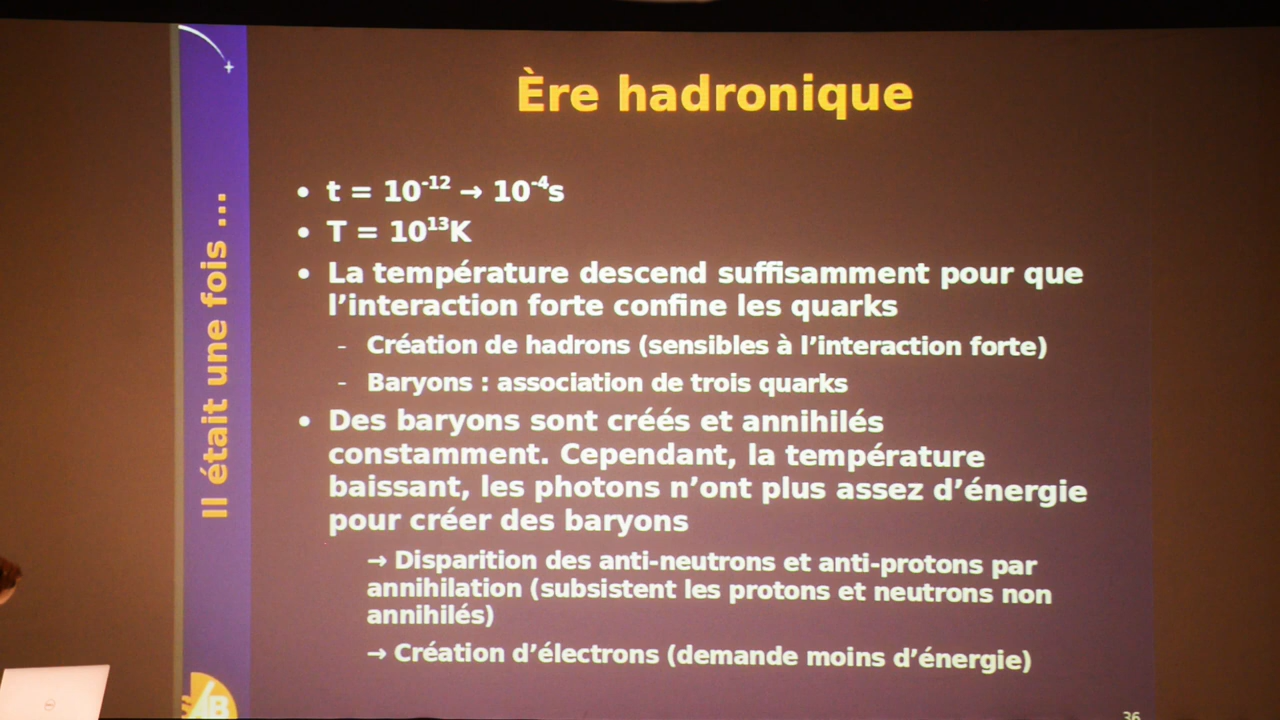 Ère hadronique
Il était une fois ...
• t = 10⁻¹² → 10⁻⁴s
• T = 10¹³K
• La température descend suffisamment pour que
l’interaction forte confine les quarks
- Création de hadrons (sensibles à l’interaction forte)
- Baryons : association de trois quarks
• Des baryons sont créés et annihilés
constamment. Cependant, la température
baissant, les photons n’ont plus assez d’énergie
pour créer des baryons
→ Disparition des anti-neutrons et anti-protons par
annihilation (subsistent les protons et neutrons non
annihilés)
→ Création d’électrons (demande moins d’énergie)
36